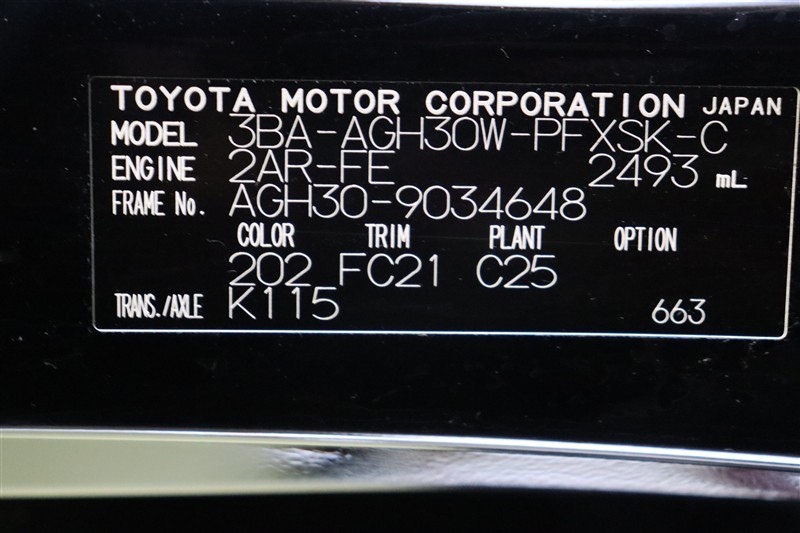 TOYOTA MOTOR CORPORATION JAPAN
MODEL 3BA-AGH30W-PFXSK-C
ENGINE 2AR-FE 2493 mL
FRAME No. AGH30-9034648
COLOR TRIM PLANT OPTION
202 FC21 C25
TRANS./AXLE K115 663